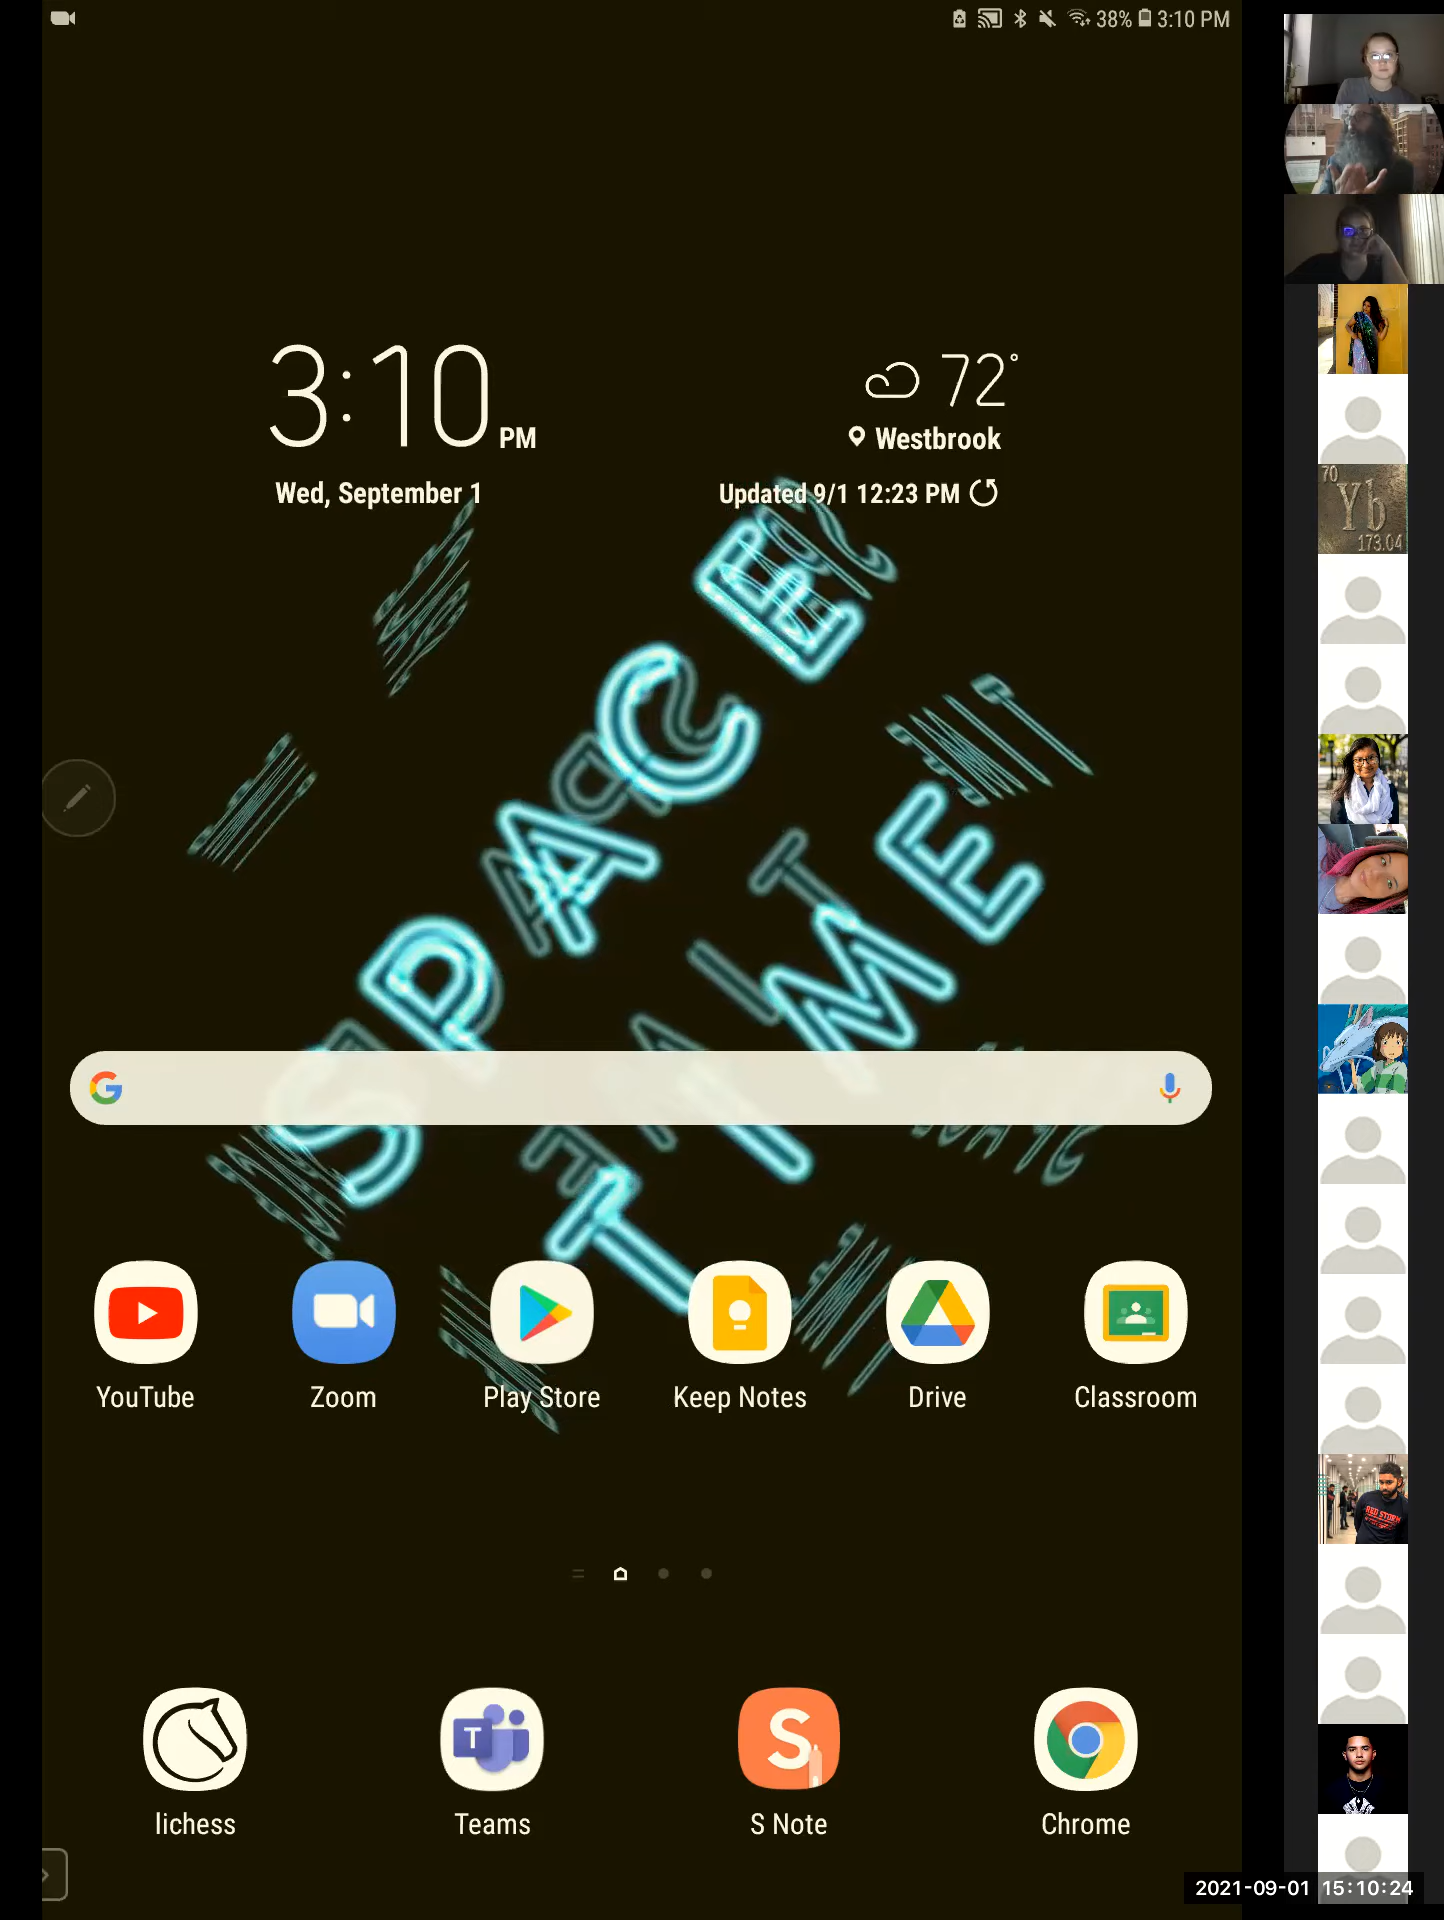 38% 3:10 PM
3:10 PM
72°
Westbrook
Wed, September 1
Updated 9/1 12:23 PM
SPACE
TIME
YouTube
Zoom
Play Store
Keep Notes
Drive
Classroom
T
S
lichess
Teams
S Note
Chrome
70
Yb
173.04
RED STORM
2021-09-01 15:10:24